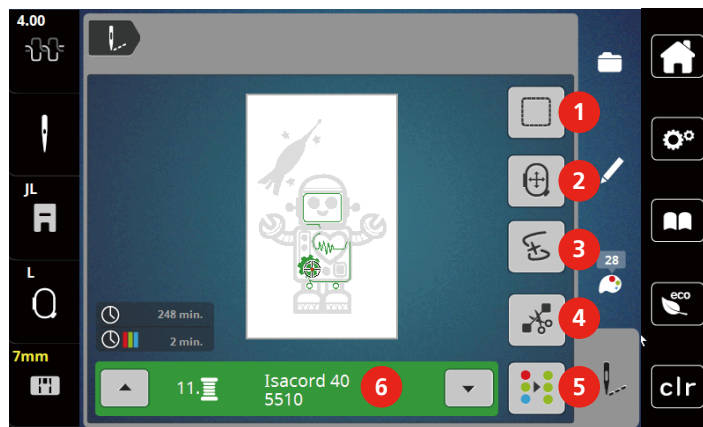 4.00
1
2
JL
3
28
L
eco
4
248 min.
2 min.
7mm
11.
Isacord 40
5510
6
5
clr